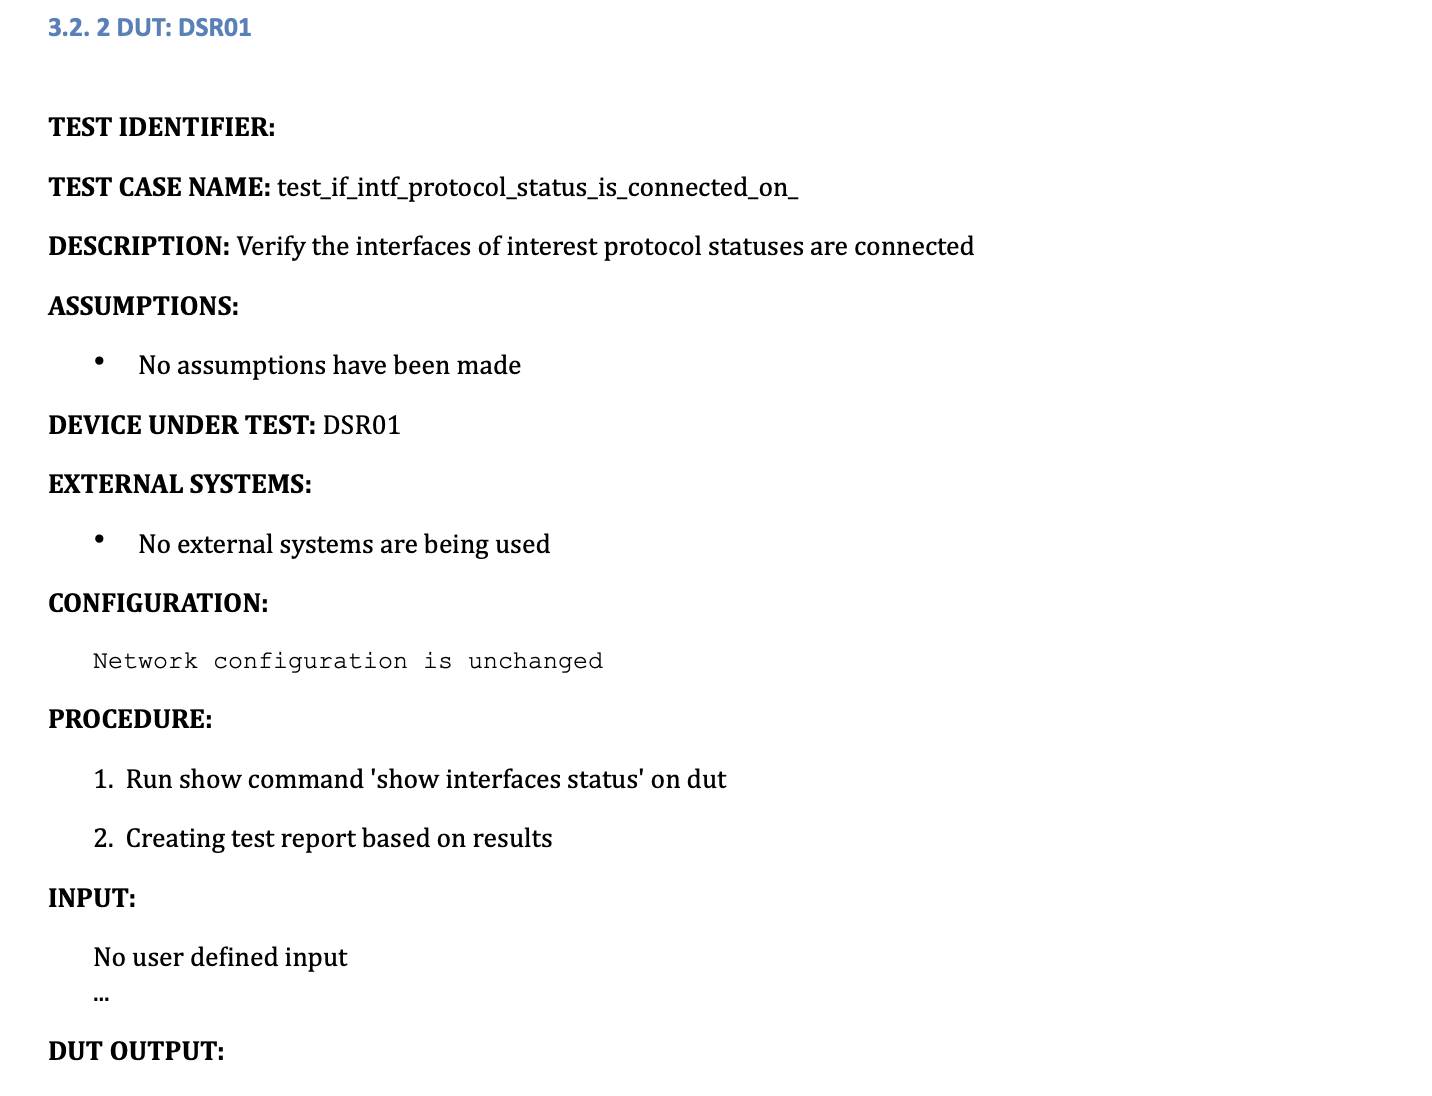 3.2. 2 DUT: DSR01
TEST IDENTIFIER:
TEST CASE NAME: test_if_intf_protocol_status_is_connected_on_
DESCRIPTION: Verify the interfaces of interest protocol statuses are connected
ASSUMPTIONS:
• No assumptions have been made
DEVICE UNDER TEST: DSR01
EXTERNAL SYSTEMS:
• No external systems are being used
CONFIGURATION:
Network configuration is unchanged
PROCEDURE:
1. Run show command 'show interfaces status' on dut
2. Creating test report based on results
INPUT:
No user defined input
...
DUT OUTPUT: